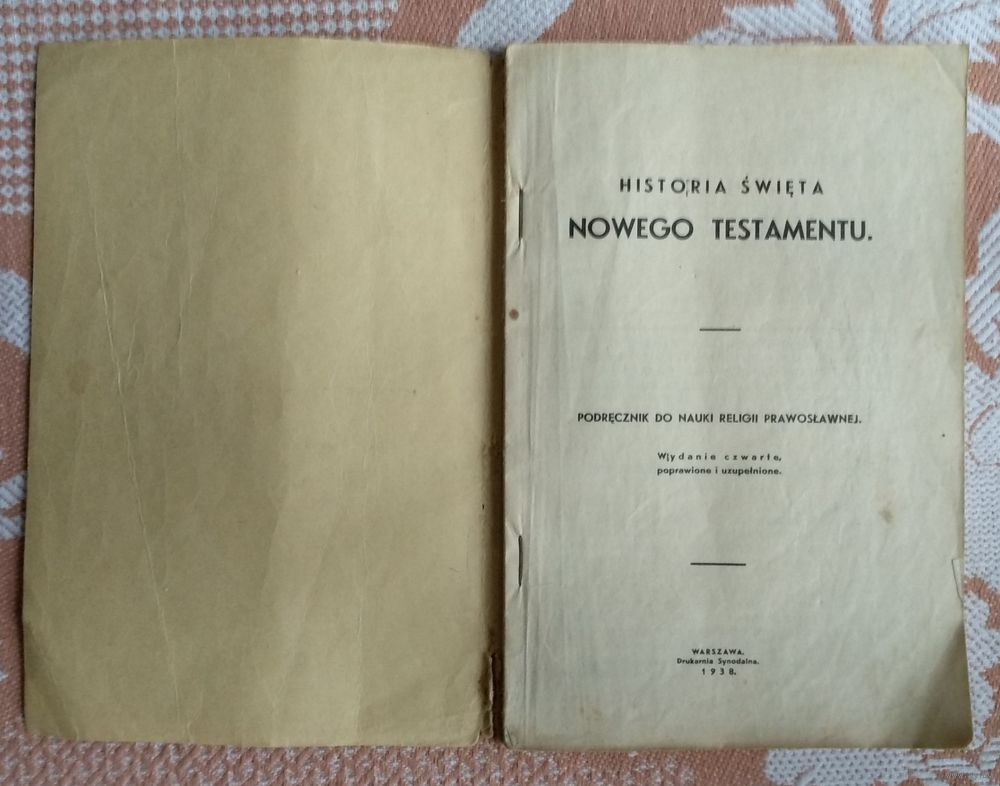 HISTORIA ŚWIĘTA
NOWEGO TESTAMENTU.
PODRĘCZNIK DO NAUKI RELIGII PRAWOSŁAWNEJ.
Wydanie czwarte,
poprawione i uzupełnione.
WARSZAWA.
Drukarnia Synodalna.
1938.